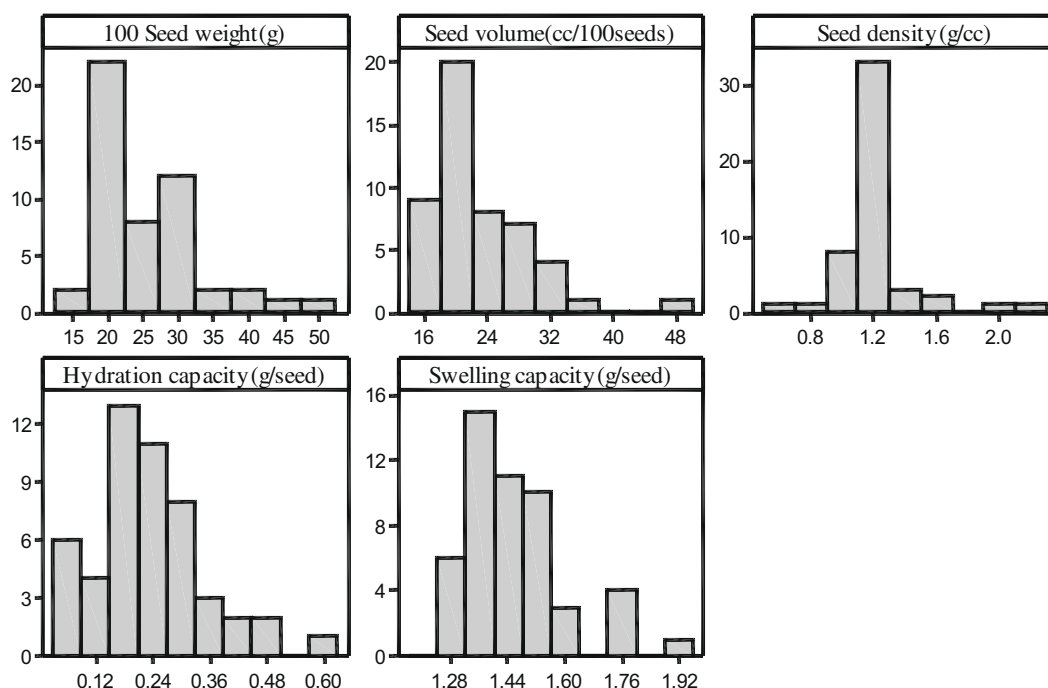 100 Seed weight(g)
Seed volume(cc/100seeds)
Seed density(g/cc)
20
15
10
5
0
15 20 25 30 35 40 45 50
20
15
10
5
0
16 24 32 40 48
30
20
10
0
0.8 1.2 1.6 2.0
Hydration capacity(g/seed)
Swelling capacity(g/seed)
12
9
6
3
0
0.12 0.24 0.36 0.48 0.60
16
12
8
4
0
1.28 1.44 1.60 1.76 1.92